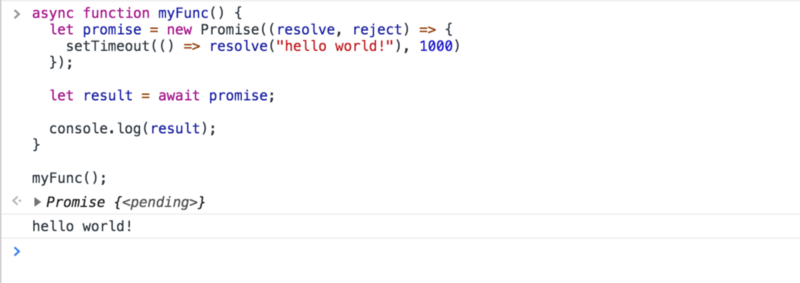 async function myFunc() {
let promise = new Promise((resolve, reject) => {
setTimeout(() => resolve("hello world!"), 1000)
});
let result = await promise;
console.log(result);
}
myFunc();
Promise {<pending>}
hello world!